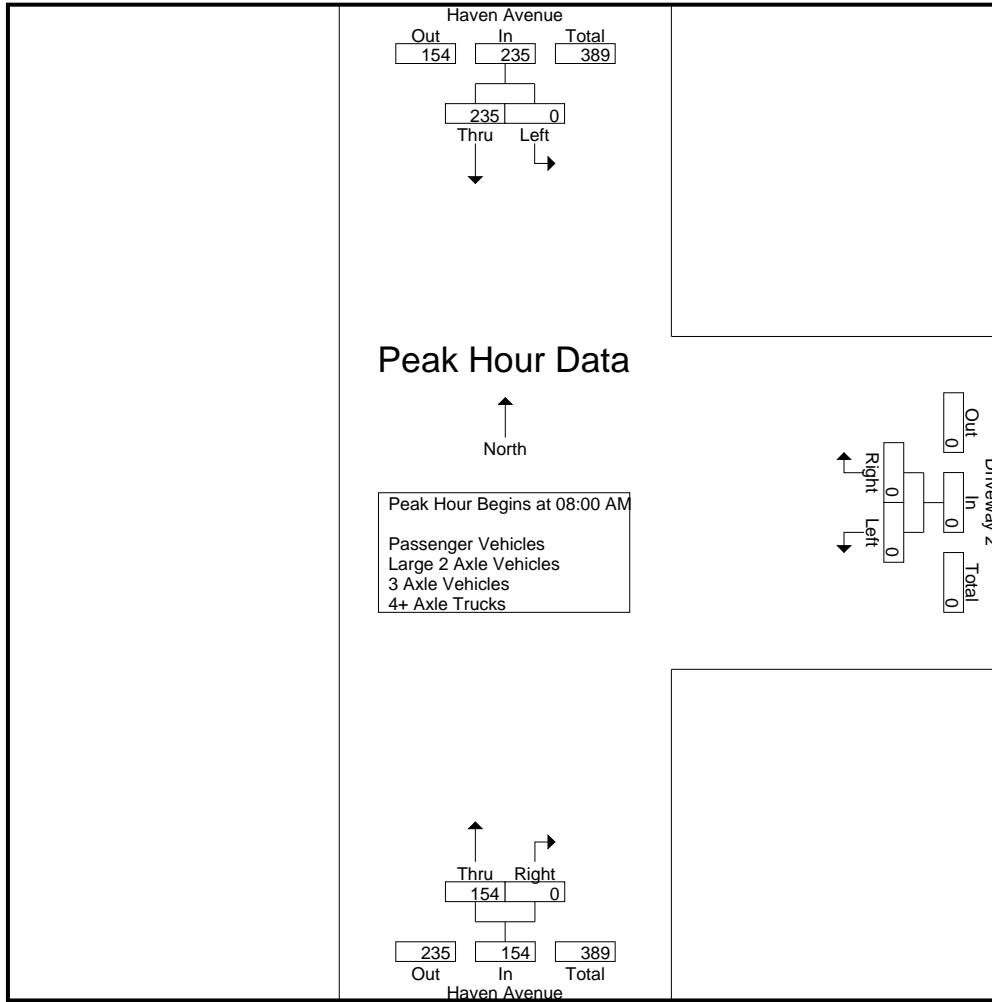 Haven Avenue
Out In Total
154 235 389
235 0
Thru Left
Peak Hour Data
North
Peak Hour Begins at 08:00 AM
Passenger Vehicles
Large 2 Axle Vehicles
3 Axle Vehicles
4+ Axle Trucks
Right Left
0 0
Out In Total
0 0 0
Driveway 2
Thru Right
154 0
235 154 389
Out In Total
Haven Avenue